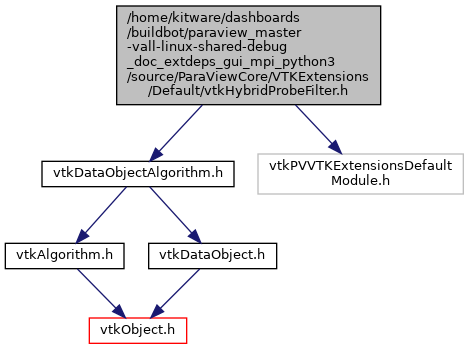 /home/kitware/dashboards
/buildbot/paraview_master
-vall-linux-shared-debug
_doc_extdeps_gui_mpi_python3
/source/ParaViewCore/VTKExtensions
/Default/vtkHybridProbeFilter.h
vtkDataObjectAlgorithm.h
vtkPVVTKExtensionsDefault
Module.h
vtkAlgorithm.h
vtkDataObject.h
vtkObject.h